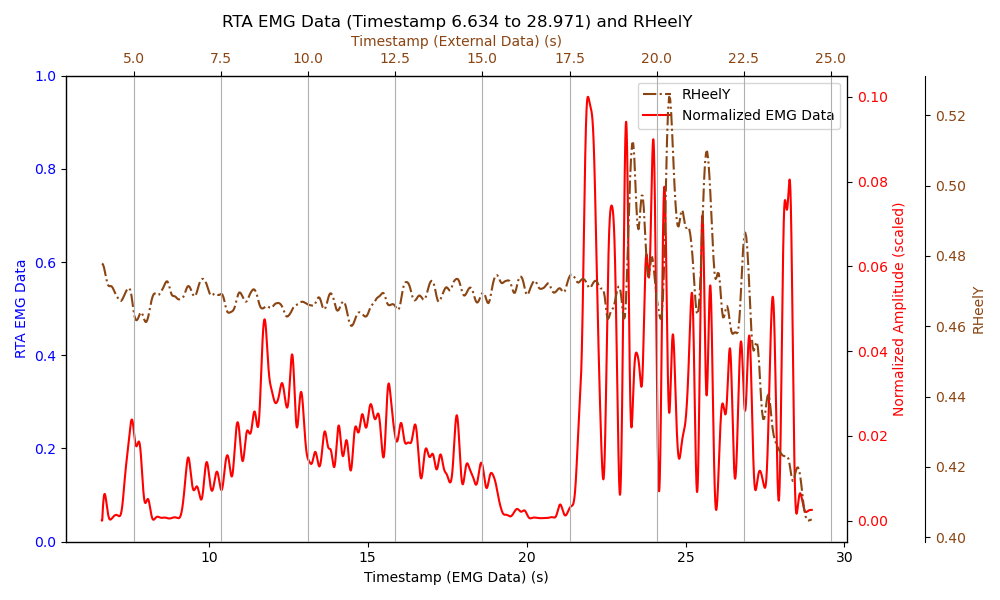 RTA EMG Data (Timestamp 6.634 to 28.971) and RHeelY
Timestamp (External Data) (s)
5.0 7.5 10.0 12.5 15.0 17.5 20.0 22.5 25.0
RTA EMG Data
1.0
0.8
0.6
0.4
0.2
0.0
RHeelY
Normalized EMG Data
0.10
0.08
0.06
0.04
0.02
0.00
Normalized Amplitude (scaled)
0.52
0.50
0.48
0.46
0.44
0.42
0.40
RHeelY
10 15 20 25 30
Timestamp (EMG Data) (s)